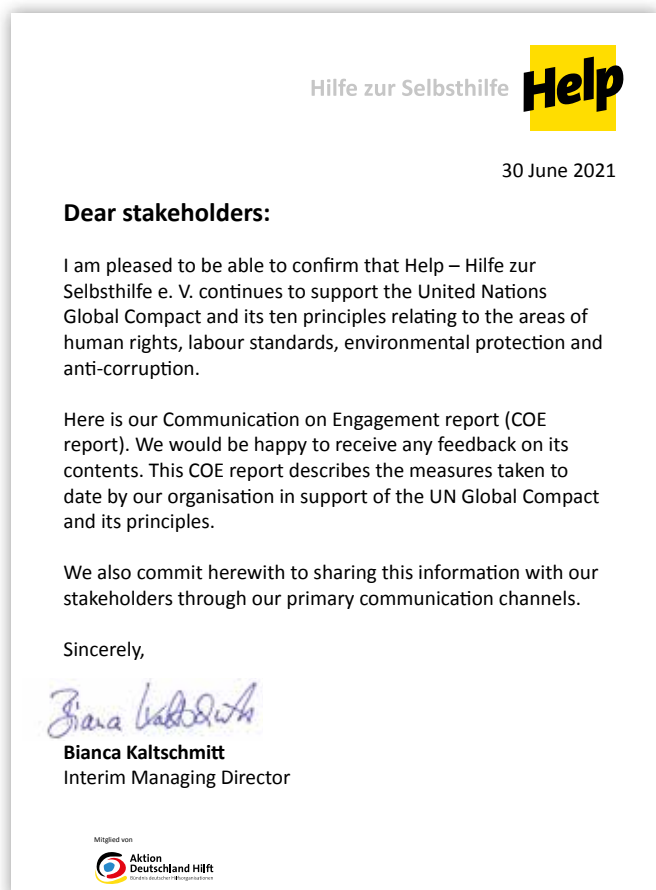 Hilfe zur Selbsthilfe Help
30 June 2021
Dear stakeholders:
I am pleased to be able to confirm that Help – Hilfe zur
Selbsthilfe e. V. continues to support the United Nations
Global Compact and its ten principles relating to the areas of
human rights, labour standards, environmental protection and
anti-corruption.
Here is our Communication on Engagement report (COE
report). We would be happy to receive any feedback on its
contents. This COE report describes the measures taken to
date by our organisation in support of the UN Global Compact
and its principles.
We also commit herewith to sharing this information with our
stakeholders through our primary communication channels.
Sincerely,
Bianca Kaltschmitt
Interim Managing Director
Mitglied von
Aktion
Deutschland Hilft
Bündnis deutscher Hilfsorganisationen